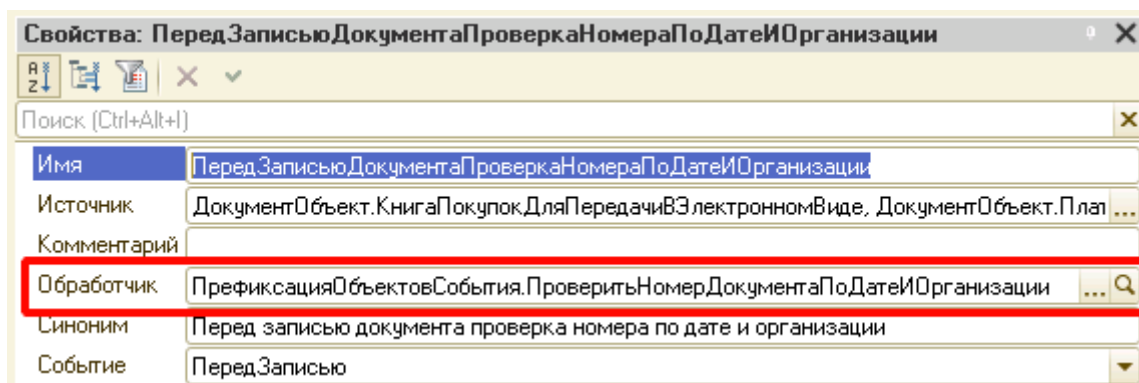 Свойства: ПередЗаписьюДокументаПроверкаНомераПоДатеИОрганизации
Поиск (Ctrl+Alt+I)
Имя ПередЗаписьюДокументаПроверкаНомераПоДатеИОрганизации
Источник ДокументОбъект.КнигаПокупокДляПередачиВЭлектронномВиде, ДокументОбъект.Плат ...
Комментарий
Обработчик ПрефиксацияОбъектовСобытия.ПроверитьНомерДокументаПоДатеИОрганизации ...
Синоним Перед записью документа проверка номера по дате и организации
Событие ПередЗаписью